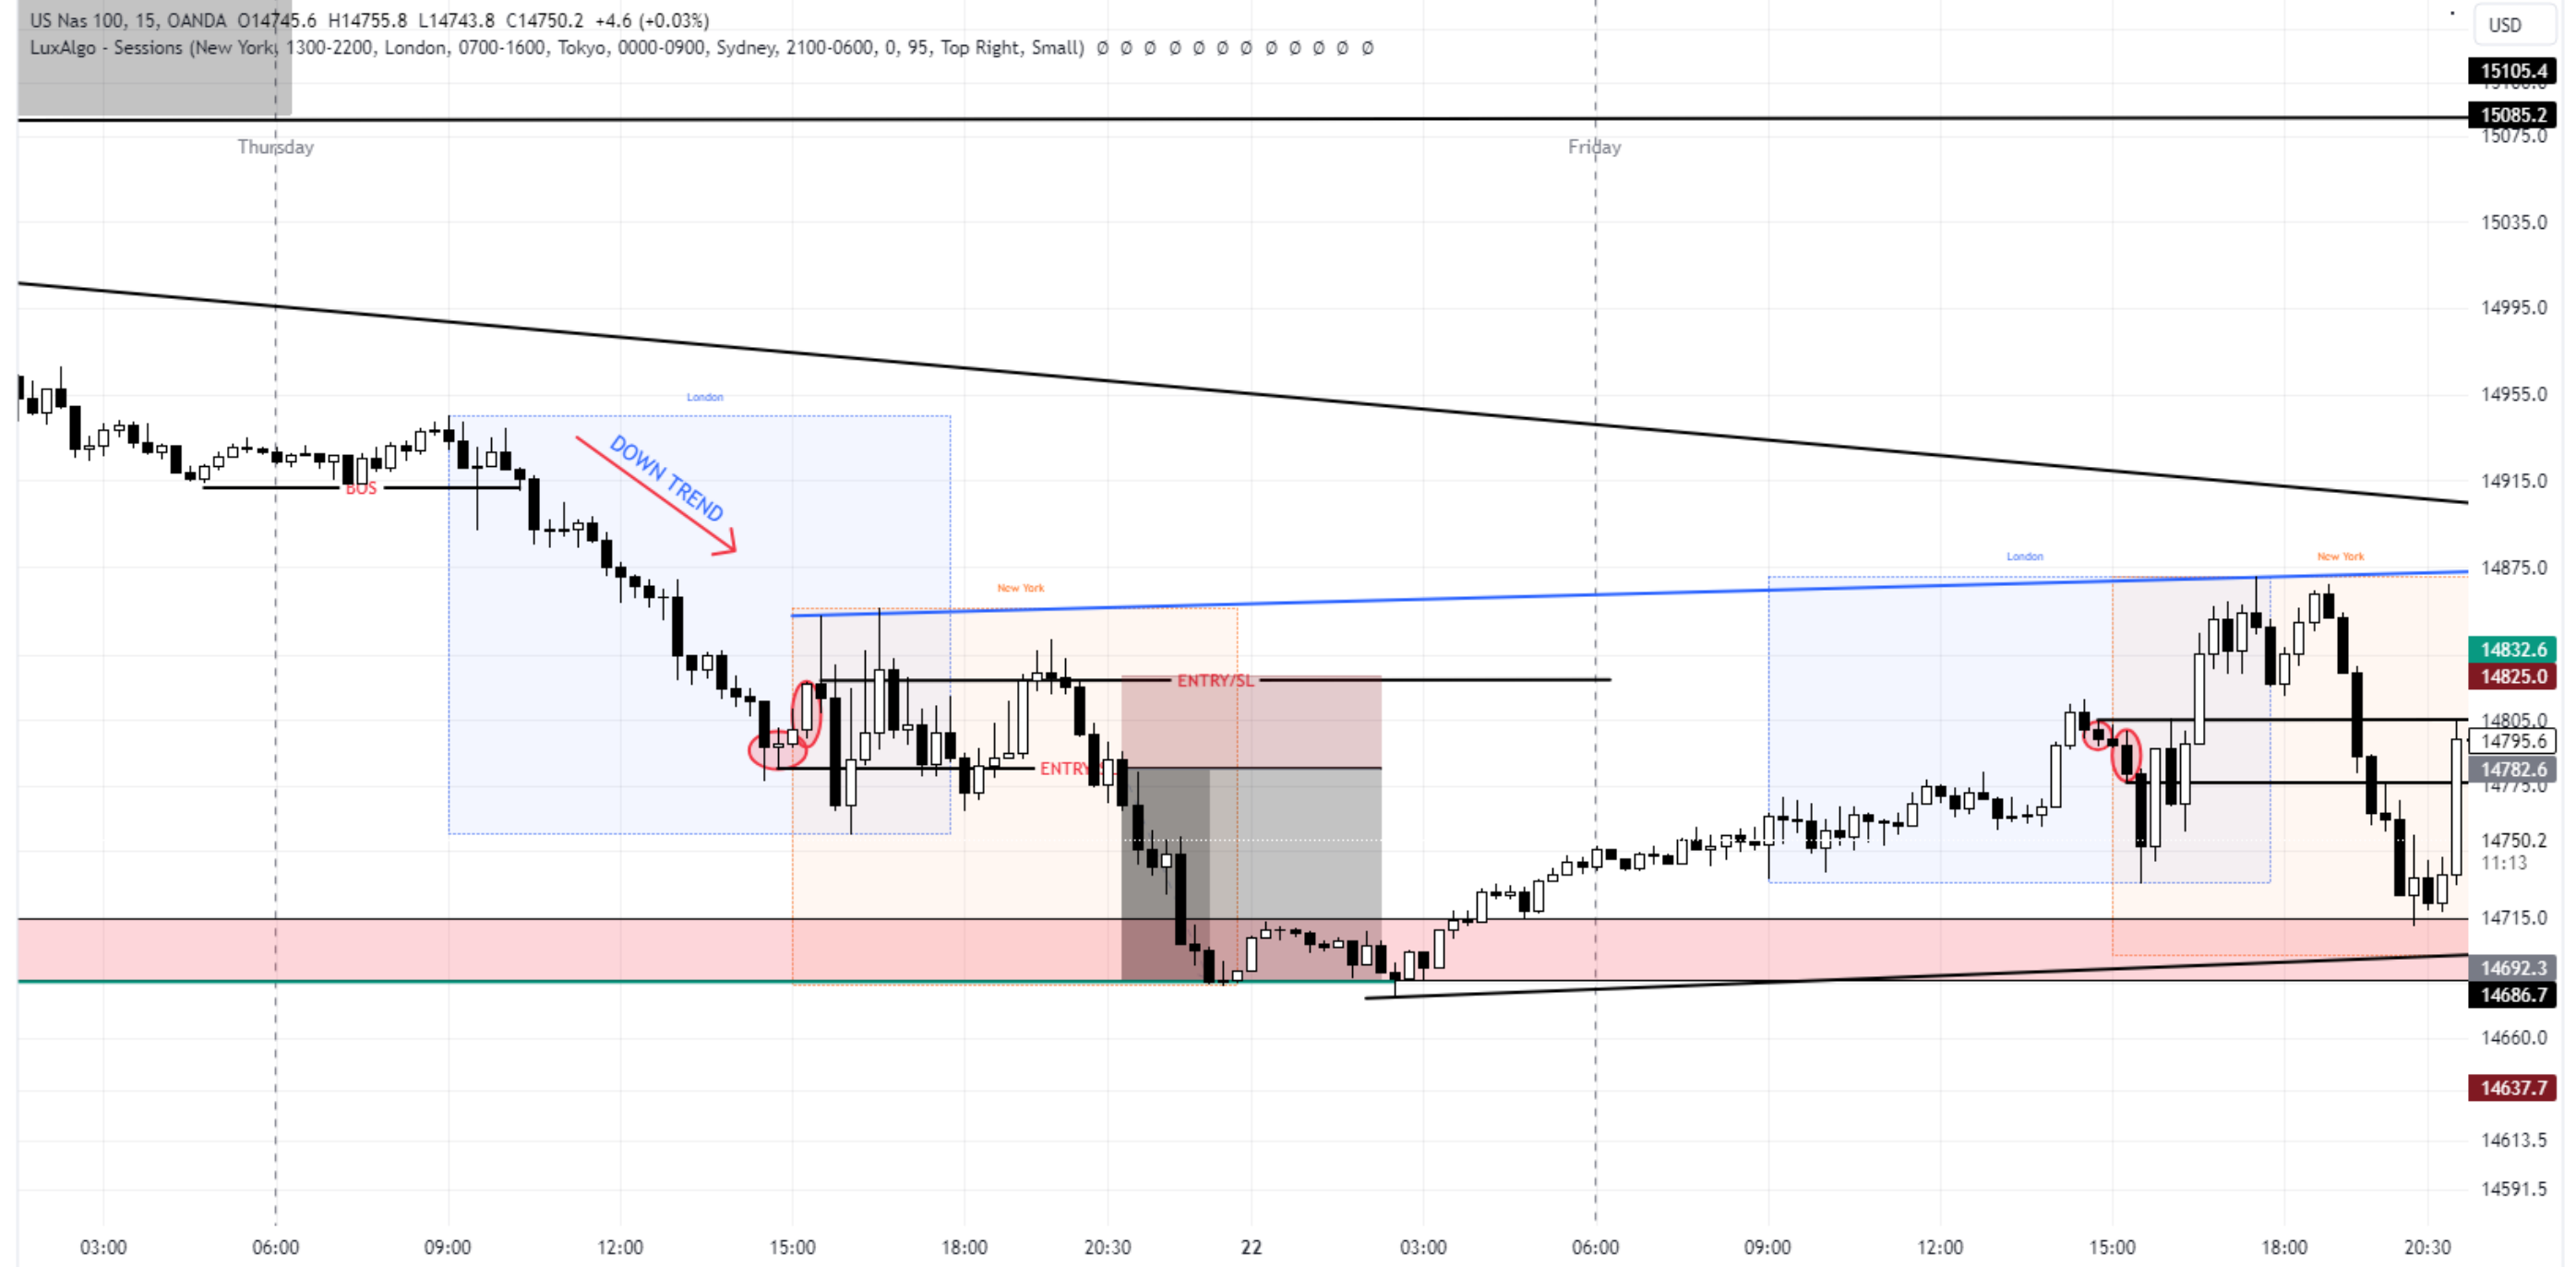 US Nas 100, 15, OANDA O14745.6 H14755.8 L14743.8 C14750.2 +4.6 (+0.03%)
LuxAlgo - Sessions (New York, 1300-2200, London, 0700-1600, Tokyo, 0000-0900, Sydney, 2100-0600, 0, 95, Top Right, Small) Ø Ø Ø Ø Ø Ø Ø Ø Ø Ø Ø Ø
USD
15105.4
15085.2
15075.0
Thursday
Friday
15035.0
14995.0
14955.0
London
DOWN TREND
BOS
14915.0
London
New York
14875.0
New York
14832.6
ENTRY/SL
14825.0
14805.0
14795.6
ENTRY
14782.6
14775.0
14750.2
11:13
14715.0
14692.3
14686.7
14660.0
14637.7
14613.5
14591.5
03:00 06:00 09:00 12:00 15:00 18:00 20:30 22 03:00 06:00 09:00 12:00 15:00 18:00 20:30